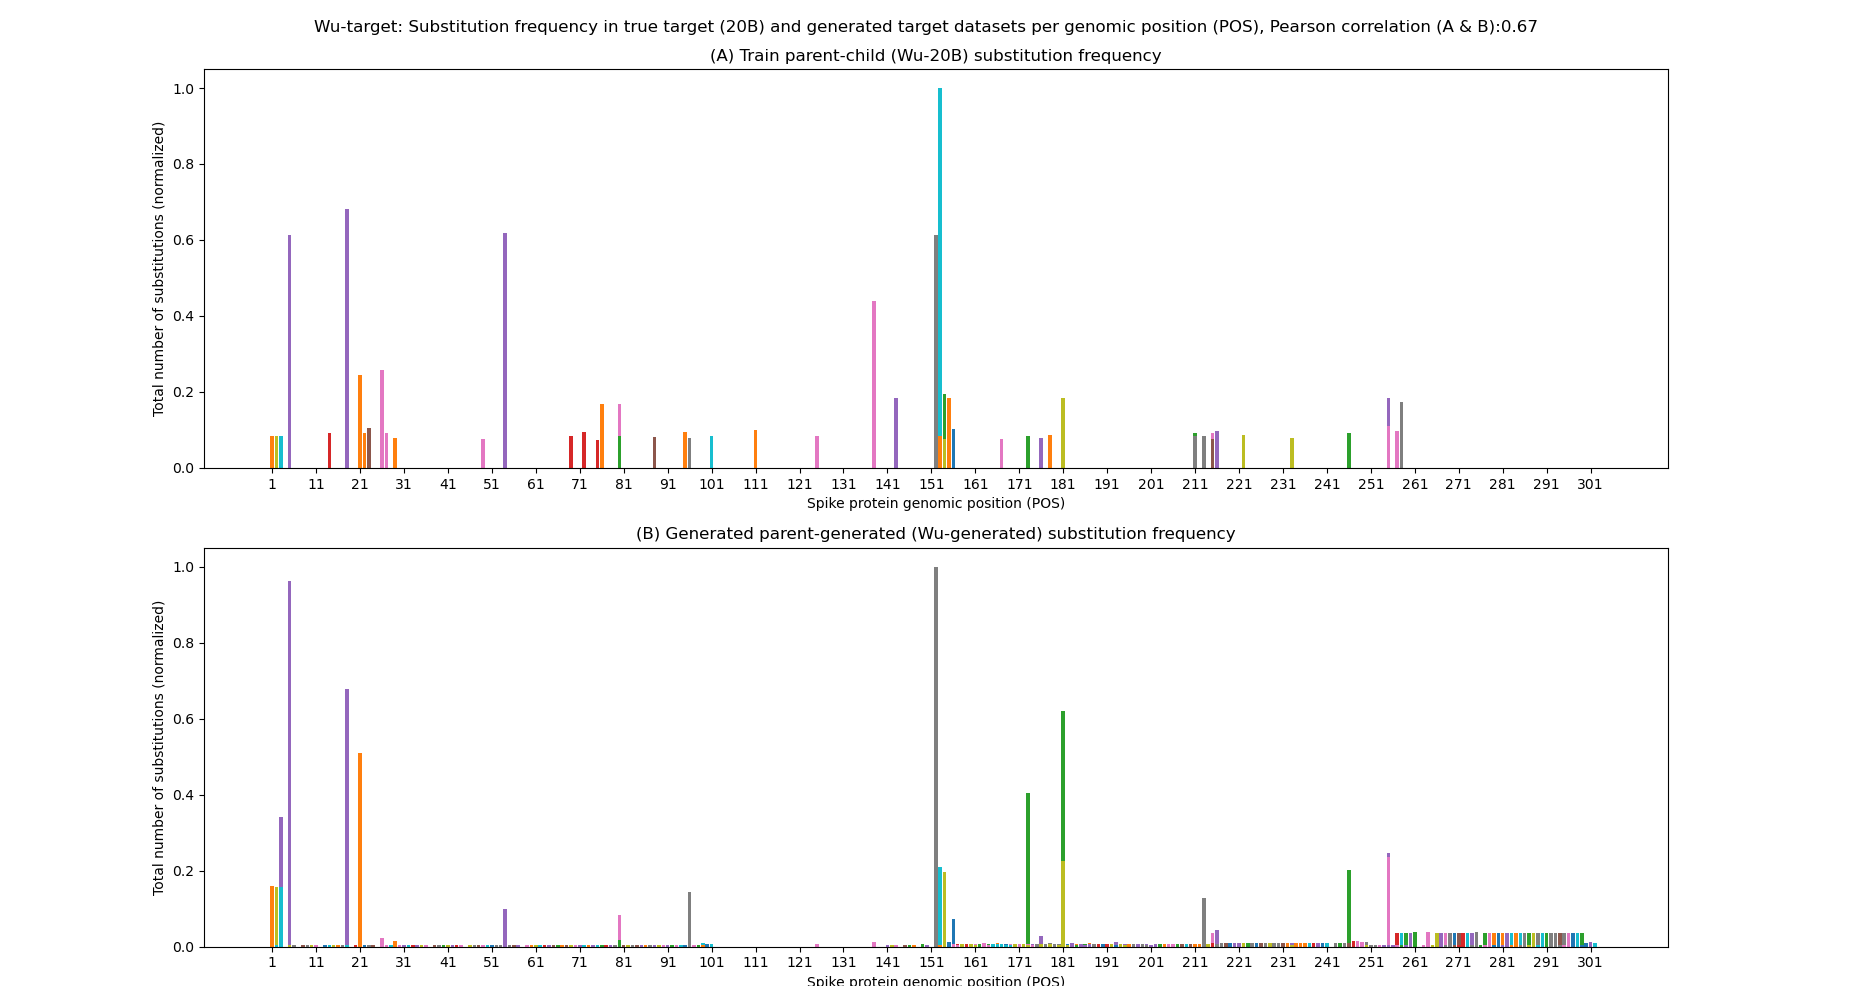 Wu-target: Substitution frequency in true target (20B) and generated target datasets per genomic position (POS), Pearson correlation (A & B):0.67
(A) Train parent-child (Wu-20B) substitution frequency
Total number of substitutions (normalized)
1.0
0.8
0.6
0.4
0.2
0.0
1 11 21 31 41 51 61 71 81 91 101 111 121 131 141 151 161 171 181 191 201 211 221 231 241 251 261 271 281 291 301
Spike protein genomic position (POS)
(B) Generated parent-generated (Wu-generated) substitution frequency
Total number of substitutions (normalized)
1.0
0.8
0.6
0.4
0.2
0.0
1 11 21 31 41 51 61 71 81 91 101 111 121 131 141 151 161 171 181 191 201 211 221 231 241 251 261 271 281 291 301
Spike protein genomic position (POS)